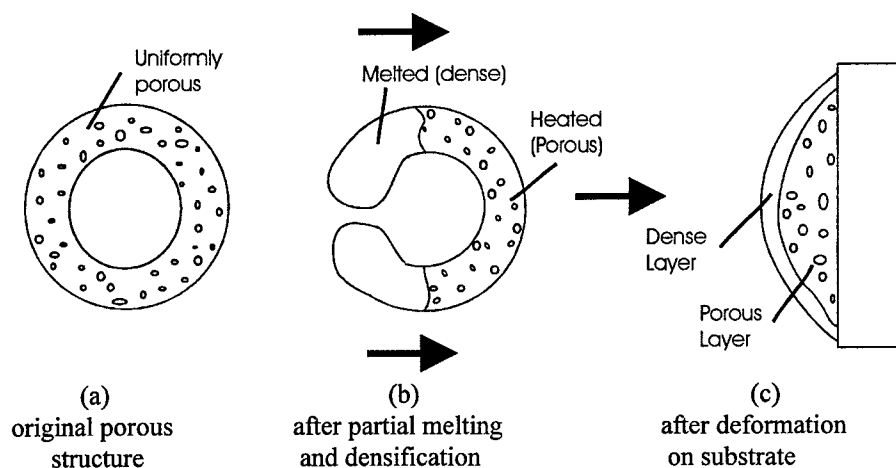 Uniformly
porous
Melted (dense)
Heated
(Porous)
Dense
Layer
Porous
Layer
(a)
original porous
structure
(b)
after partial melting
and densification
(c)
after deformation
on substrate